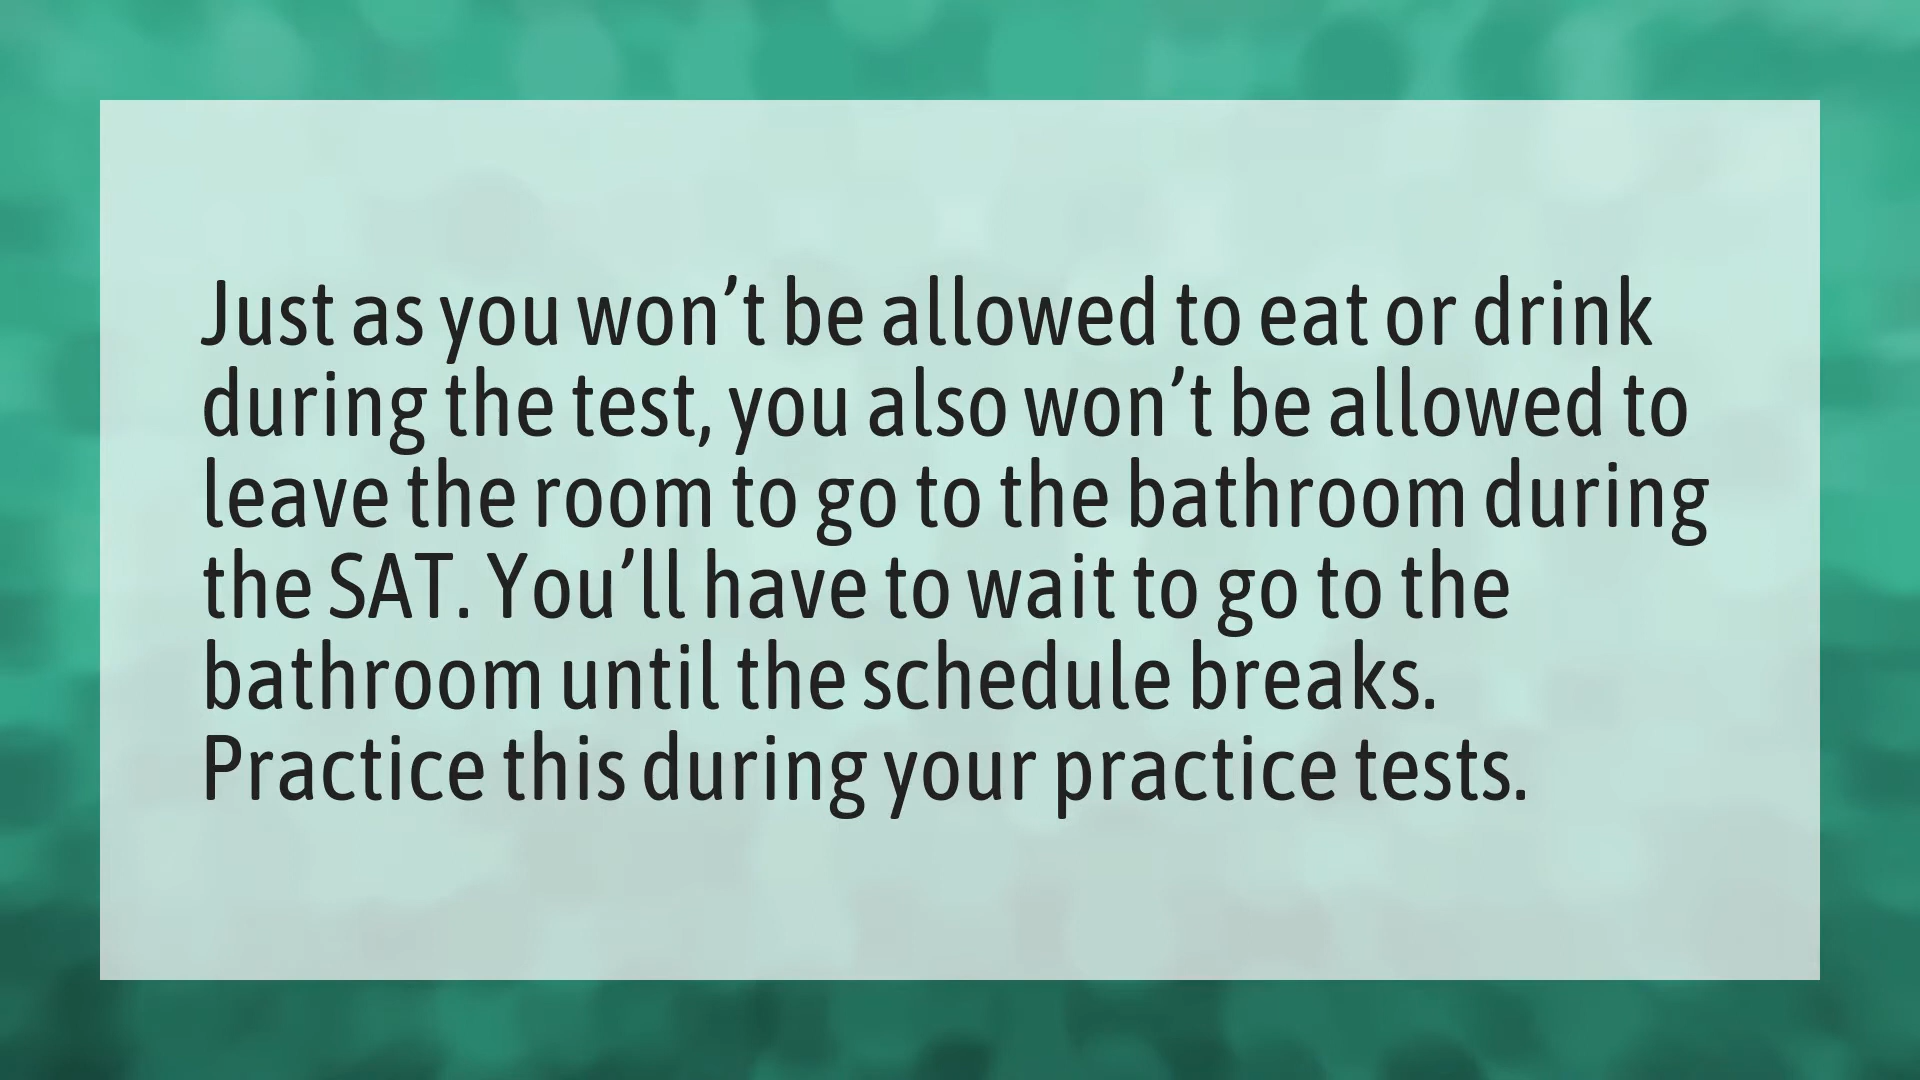 Just as you won’t be allowed to eat or drink
during the test, you also won’t be allowed to
leave the room to go to the bathroom during
the SAT. You’ll have to wait to go to the
bathroom until the schedule breaks.
Practice this during your practice tests.